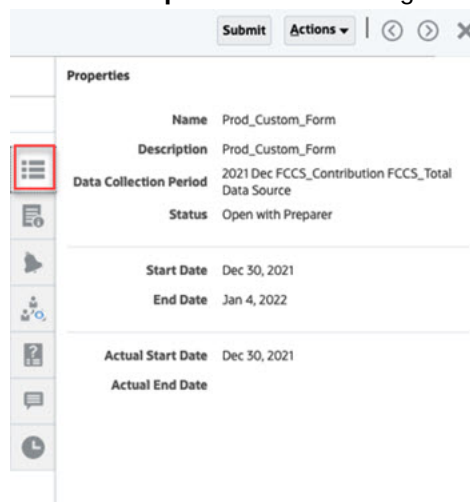 Submit Actions
Properties
Name Prod_Custom_Form
Description Prod_Custom_Form
Data Collection Period 2021 Dec FCCS_Contribution FCCS_Total
Data Source
Status Open with Preparer
Start Date Dec 30, 2021
End Date Jan 4, 2022
Actual Start Date Dec 30, 2021
Actual End Date